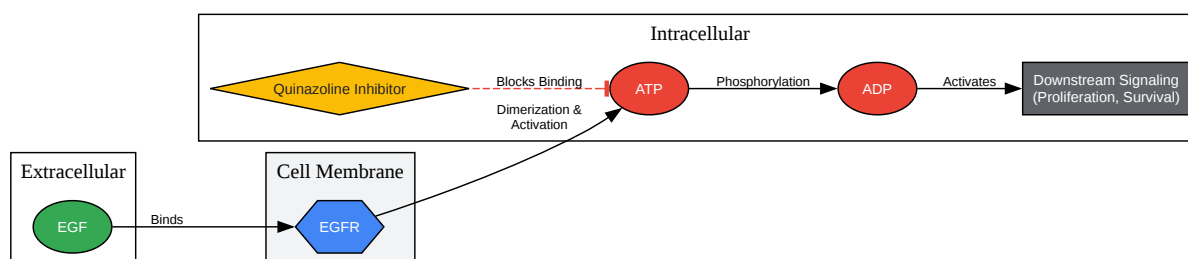 Intracellular
Quinazoline Inhibitor
Blocks Binding
ATP
Phosphorylation
ADP
Activates
Downstream Signaling
(Proliferation, Survival)
Dimerization &
Activation
Extracellular
EGF
Binds
Cell Membrane
EGFR